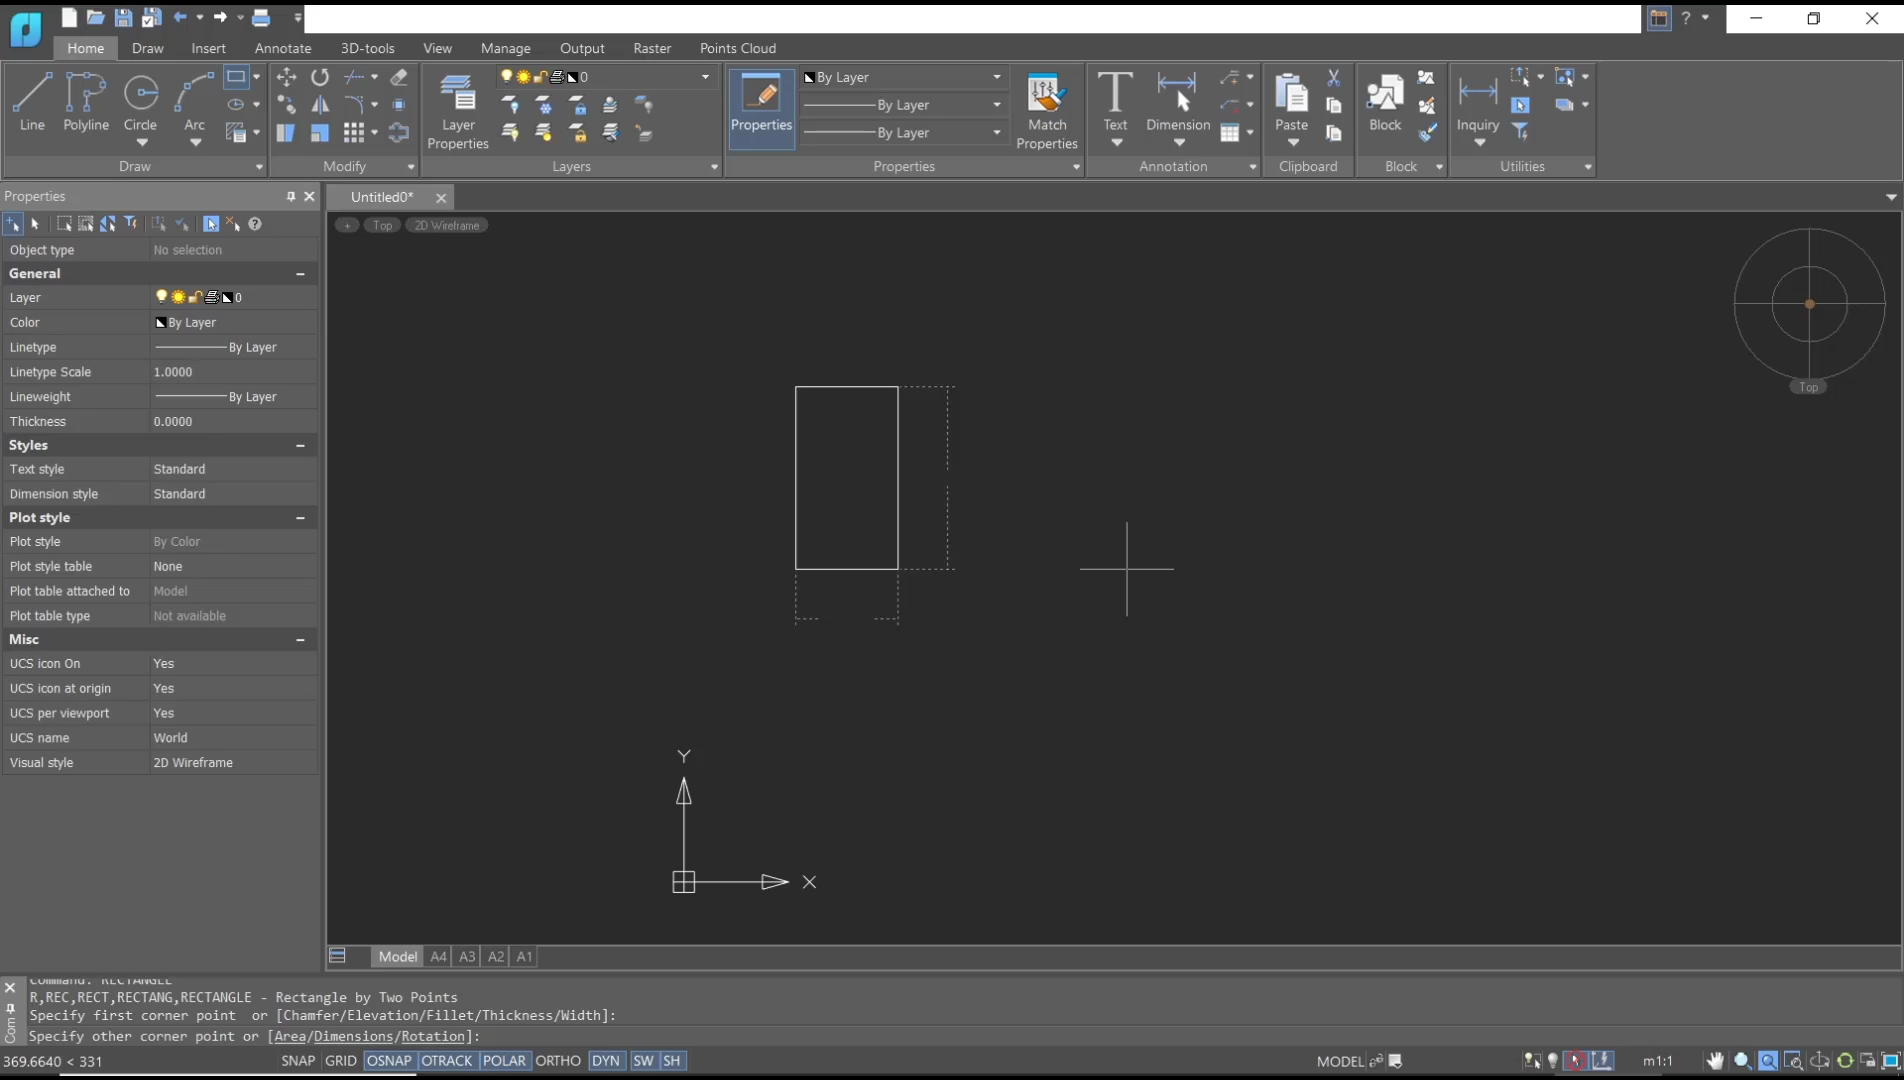 Home Draw Insert Annotate 3D-tools View Manage Output Raster Points Cloud
?
Line Polyline Circle Arc
Draw
Modify
Layer Properties
0
Layers
Properties
By Layer
By Layer
By Layer
Match Properties
Properties
Text Dimension
Annotation
Paste
Clipboard
Block
Block
Inquiry
Utilities
Properties
Untitled0*
+ Top 2D Wireframe
Object type No selection
General
Layer 0
Color By Layer
Linetype By Layer
Linetype Scale 1.0000
Lineweight By Layer
Thickness 0.0000
Styles
Text style Standard
Dimension style Standard
Plot style
Plot style By Color
Plot style table None
Plot table attached to Model
Plot table type Not available
Misc
UCS icon On Yes
UCS icon at origin Yes
UCS per viewport Yes
UCS name World
Visual style 2D Wireframe
Top
Y
X
Model A4 A3 A2 A1
Com
Command: RECTANGLE
R,REC,RECT,RECTANG,RECTANGLE - Rectangle by Two Points
Specify first corner point or [Chamfer/Elevation/Fillet/Thickness/Width]:
Specify other corner point or [Area/Dimensions/Rotation]:
369.6640 < 331 SNAP GRID OSNAP OTRACK POLAR ORTHO DYN SW SH MODEL m1:1